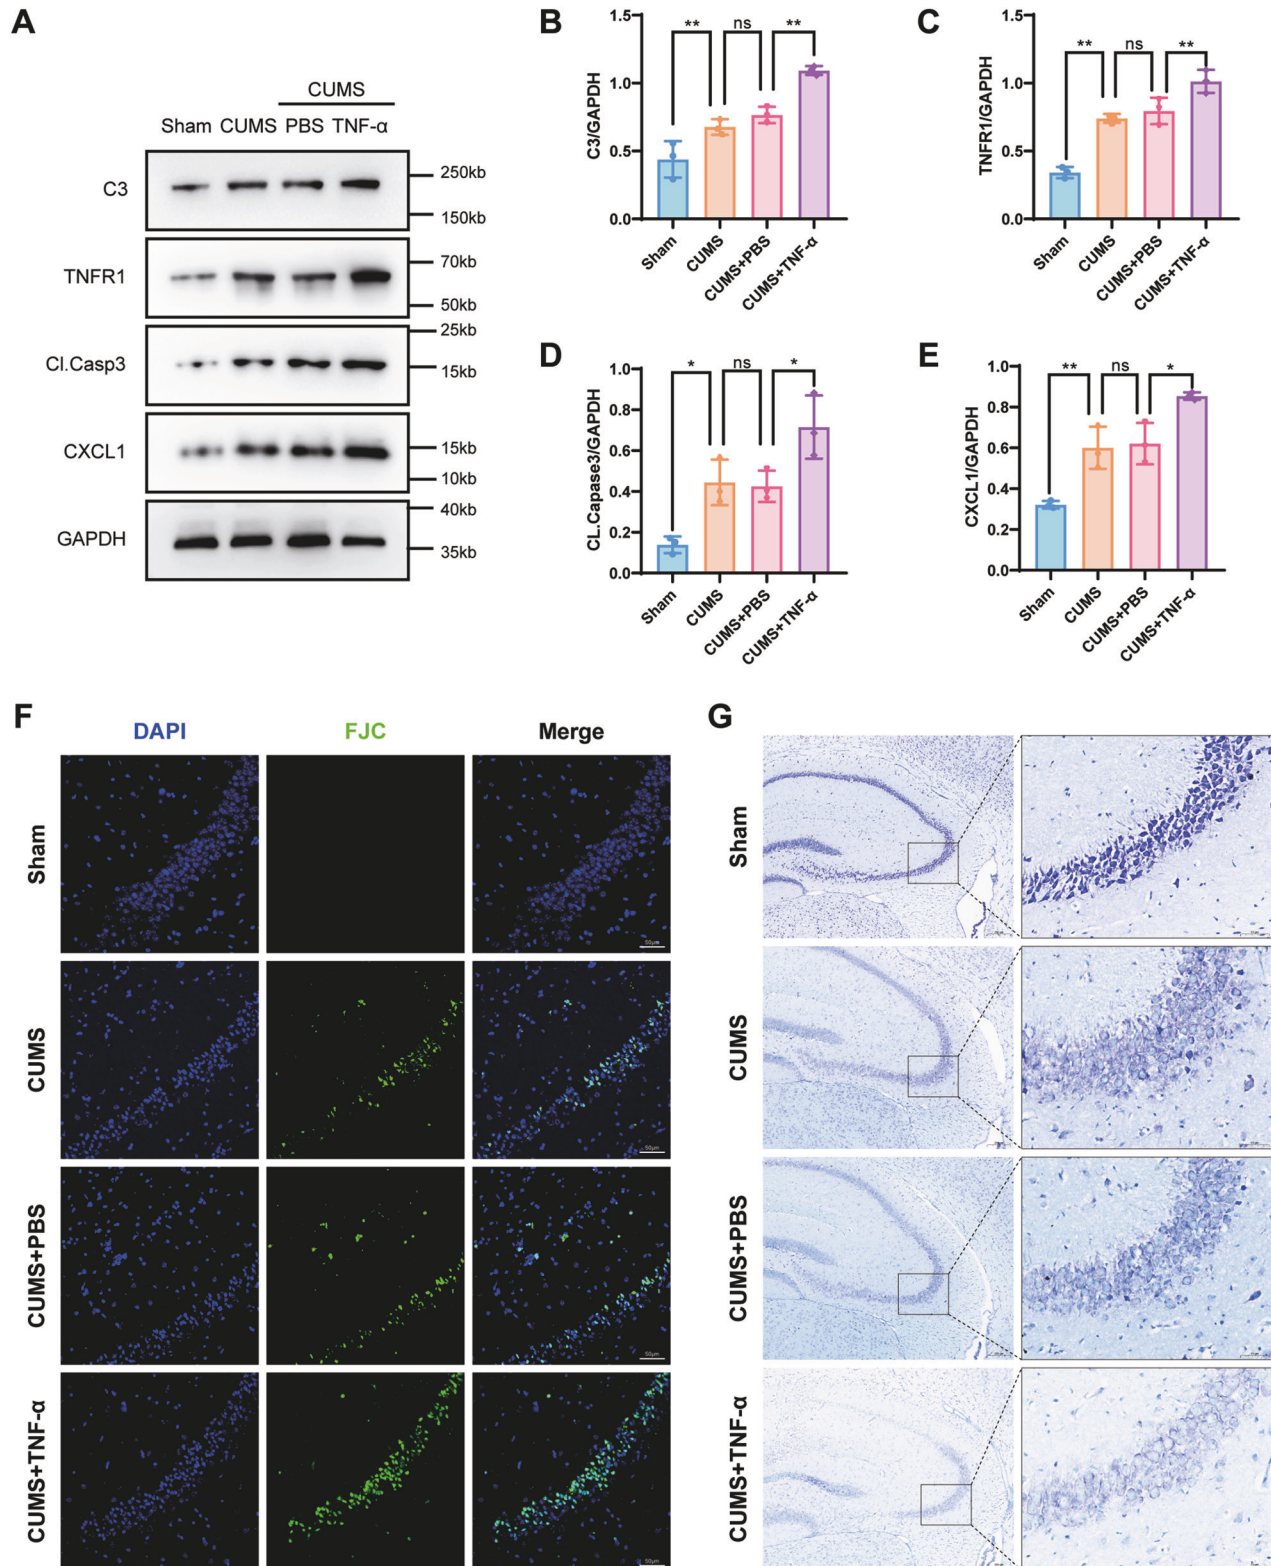 A
CUMS
Sham CUMS PBS TNF-α
C3
250kb
150kb
TNFR1
70kb
50kb
Cl.Casp3
25kb
15kb
CXCL1
15kb
10kb
GAPDH
40kb
35kb
B
C3/GAPDH
1.5
1.0
0.5
0.0
** ns **
Sham
CUMS
CUMS+PBS
CUMS+TNF-α
C
TNFR1/GAPDH
1.5
1.0
0.5
0.0
** ns **
Sham
CUMS
CUMS+PBS
CUMS+TNF-α
D
CL.Capase3/GAPDH
1.0
0.8
0.6
0.4
0.2
0.0
* ns *
Sham
CUMS
CUMS+PBS
CUMS+TNF-α
E
CXCL1/GAPDH
1.0
0.8
0.6
0.4
0.2
0.0
** ns *
Sham
CUMS
CUMS+PBS
CUMS+TNF-α
F
DAPI FJC Merge
Sham
50μm
CUMS
50μm
CUMS+PBS
50μm
CUMS+TNF-α
50μm
G
Sham
CUMS
CUMS+PBS
CUMS+TNF-α